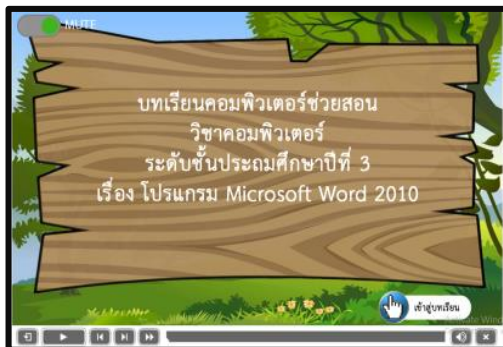 MUTE
บทเรียนคอมพิวเตอร์ช่วยสอน
วิชาคอมพิวเตอร์
ระดับชั้นประถมศึกษาปีที่ 3
เรื่อง โปรแกรม Microsoft Word 2010
เข้าสู่บทเรียน
Activate Wind